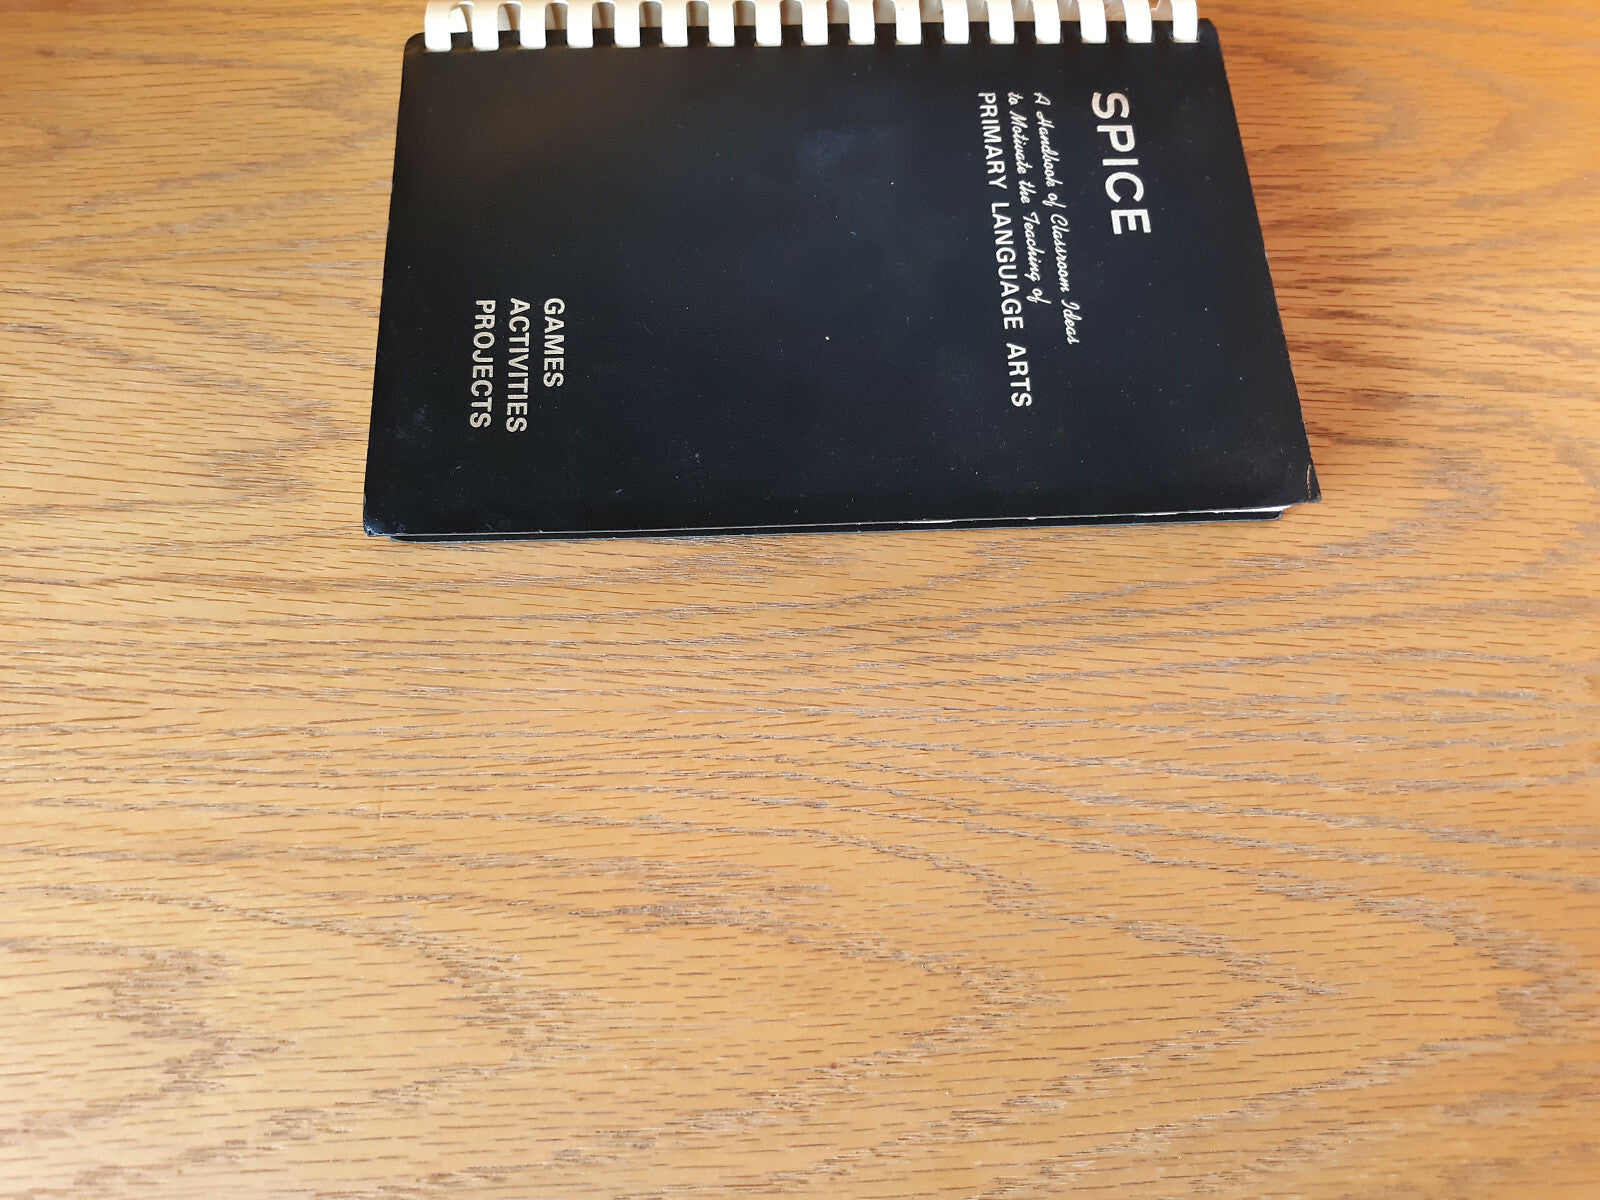 SPICE
A Handbook of Classroom Ideas
to Motivate the Teaching of
PRIMARY LANGUAGE ARTS
GAMES
ACTIVITIES
PROJECTS